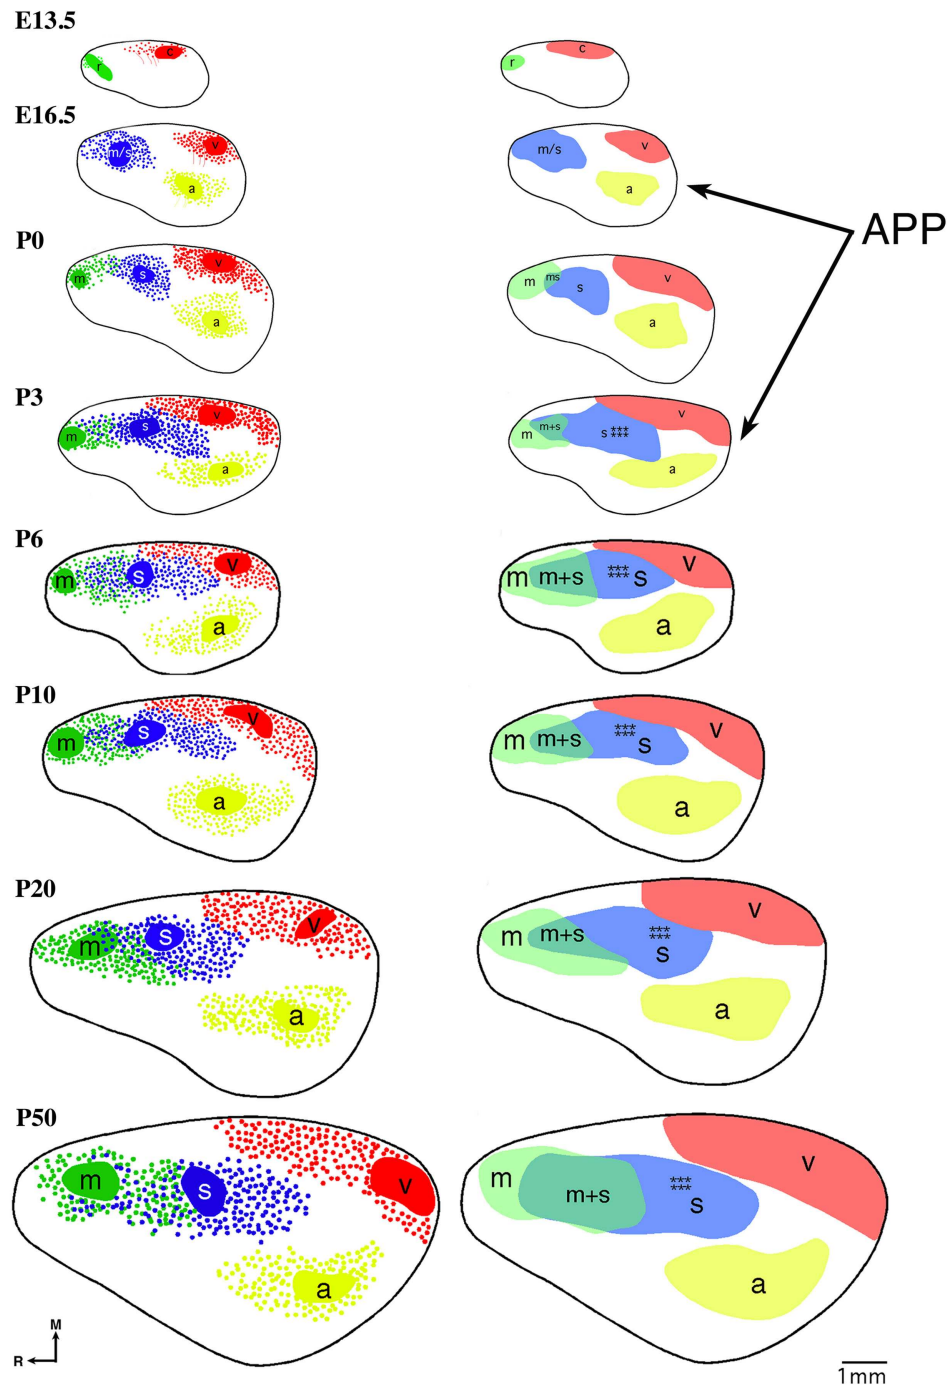 E13.5
r c r c
E16.5
m/s v a m/s v a
APP
P0
m s v a m ms s v a
P3
m s v a m m+s s *** *** v a
P6
m s v a m m+s *** *** s v a
P10
m s v a m m+s *** *** s v a
P20
m s v a m m+s *** *** s v a
P50
m s v a m m+s *** *** s v a
M
R
1mm